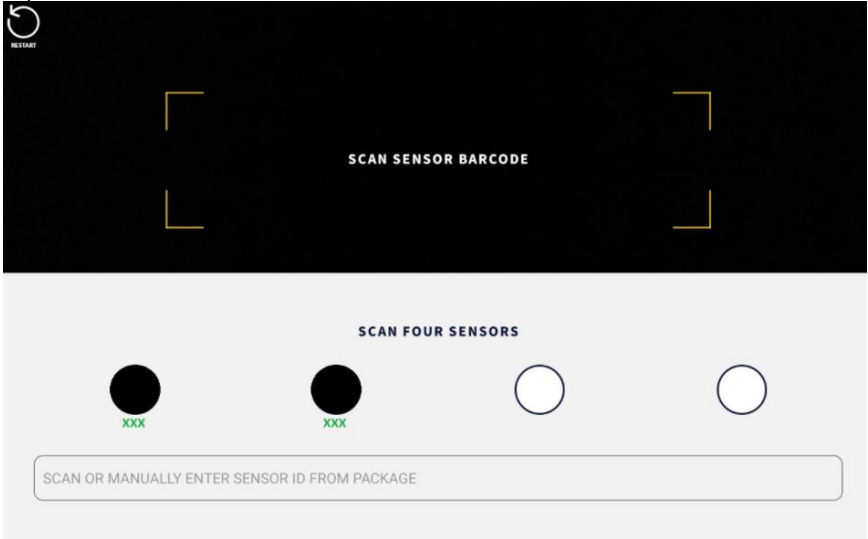 RESTART
SCAN SENSOR BARCODE
SCAN FOUR SENSORS
XXX XXX
SCAN OR MANUALLY ENTER SENSOR ID FROM PACKAGE